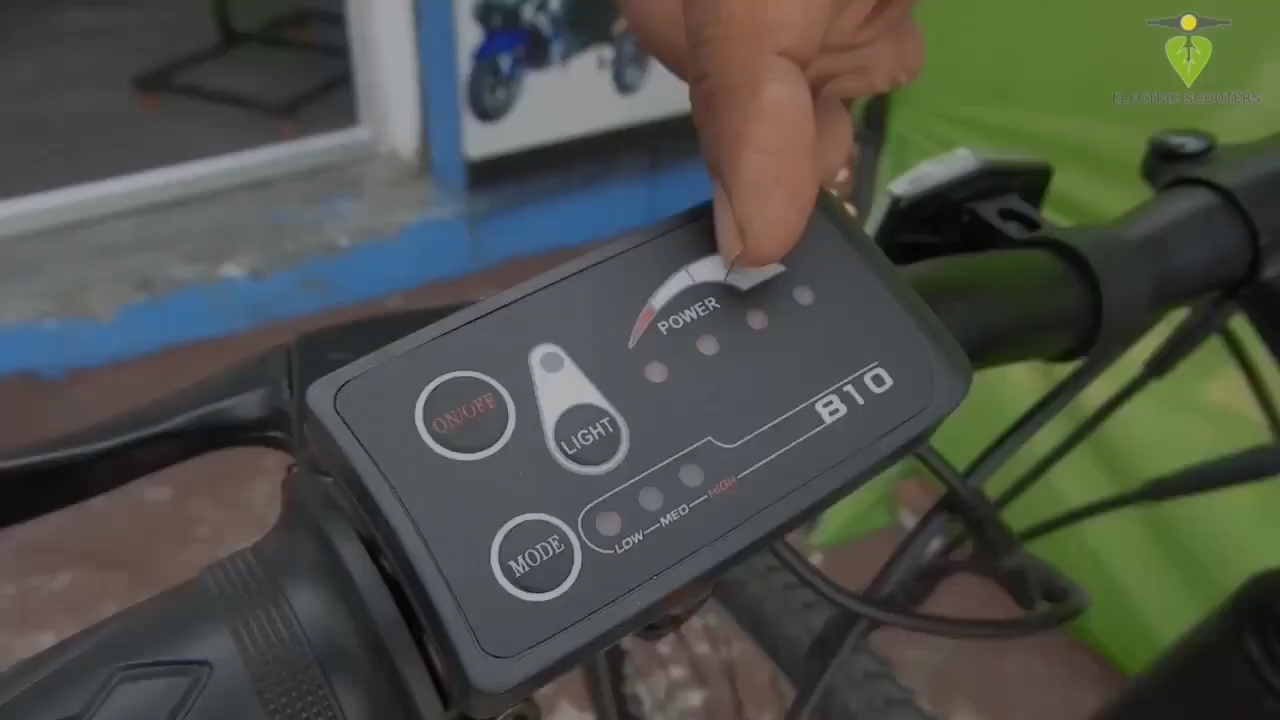 ELECTRIC SCOOTERS
POWER
ON/OFF
LIGHT
810
MODE
LOW—MED—HIGH